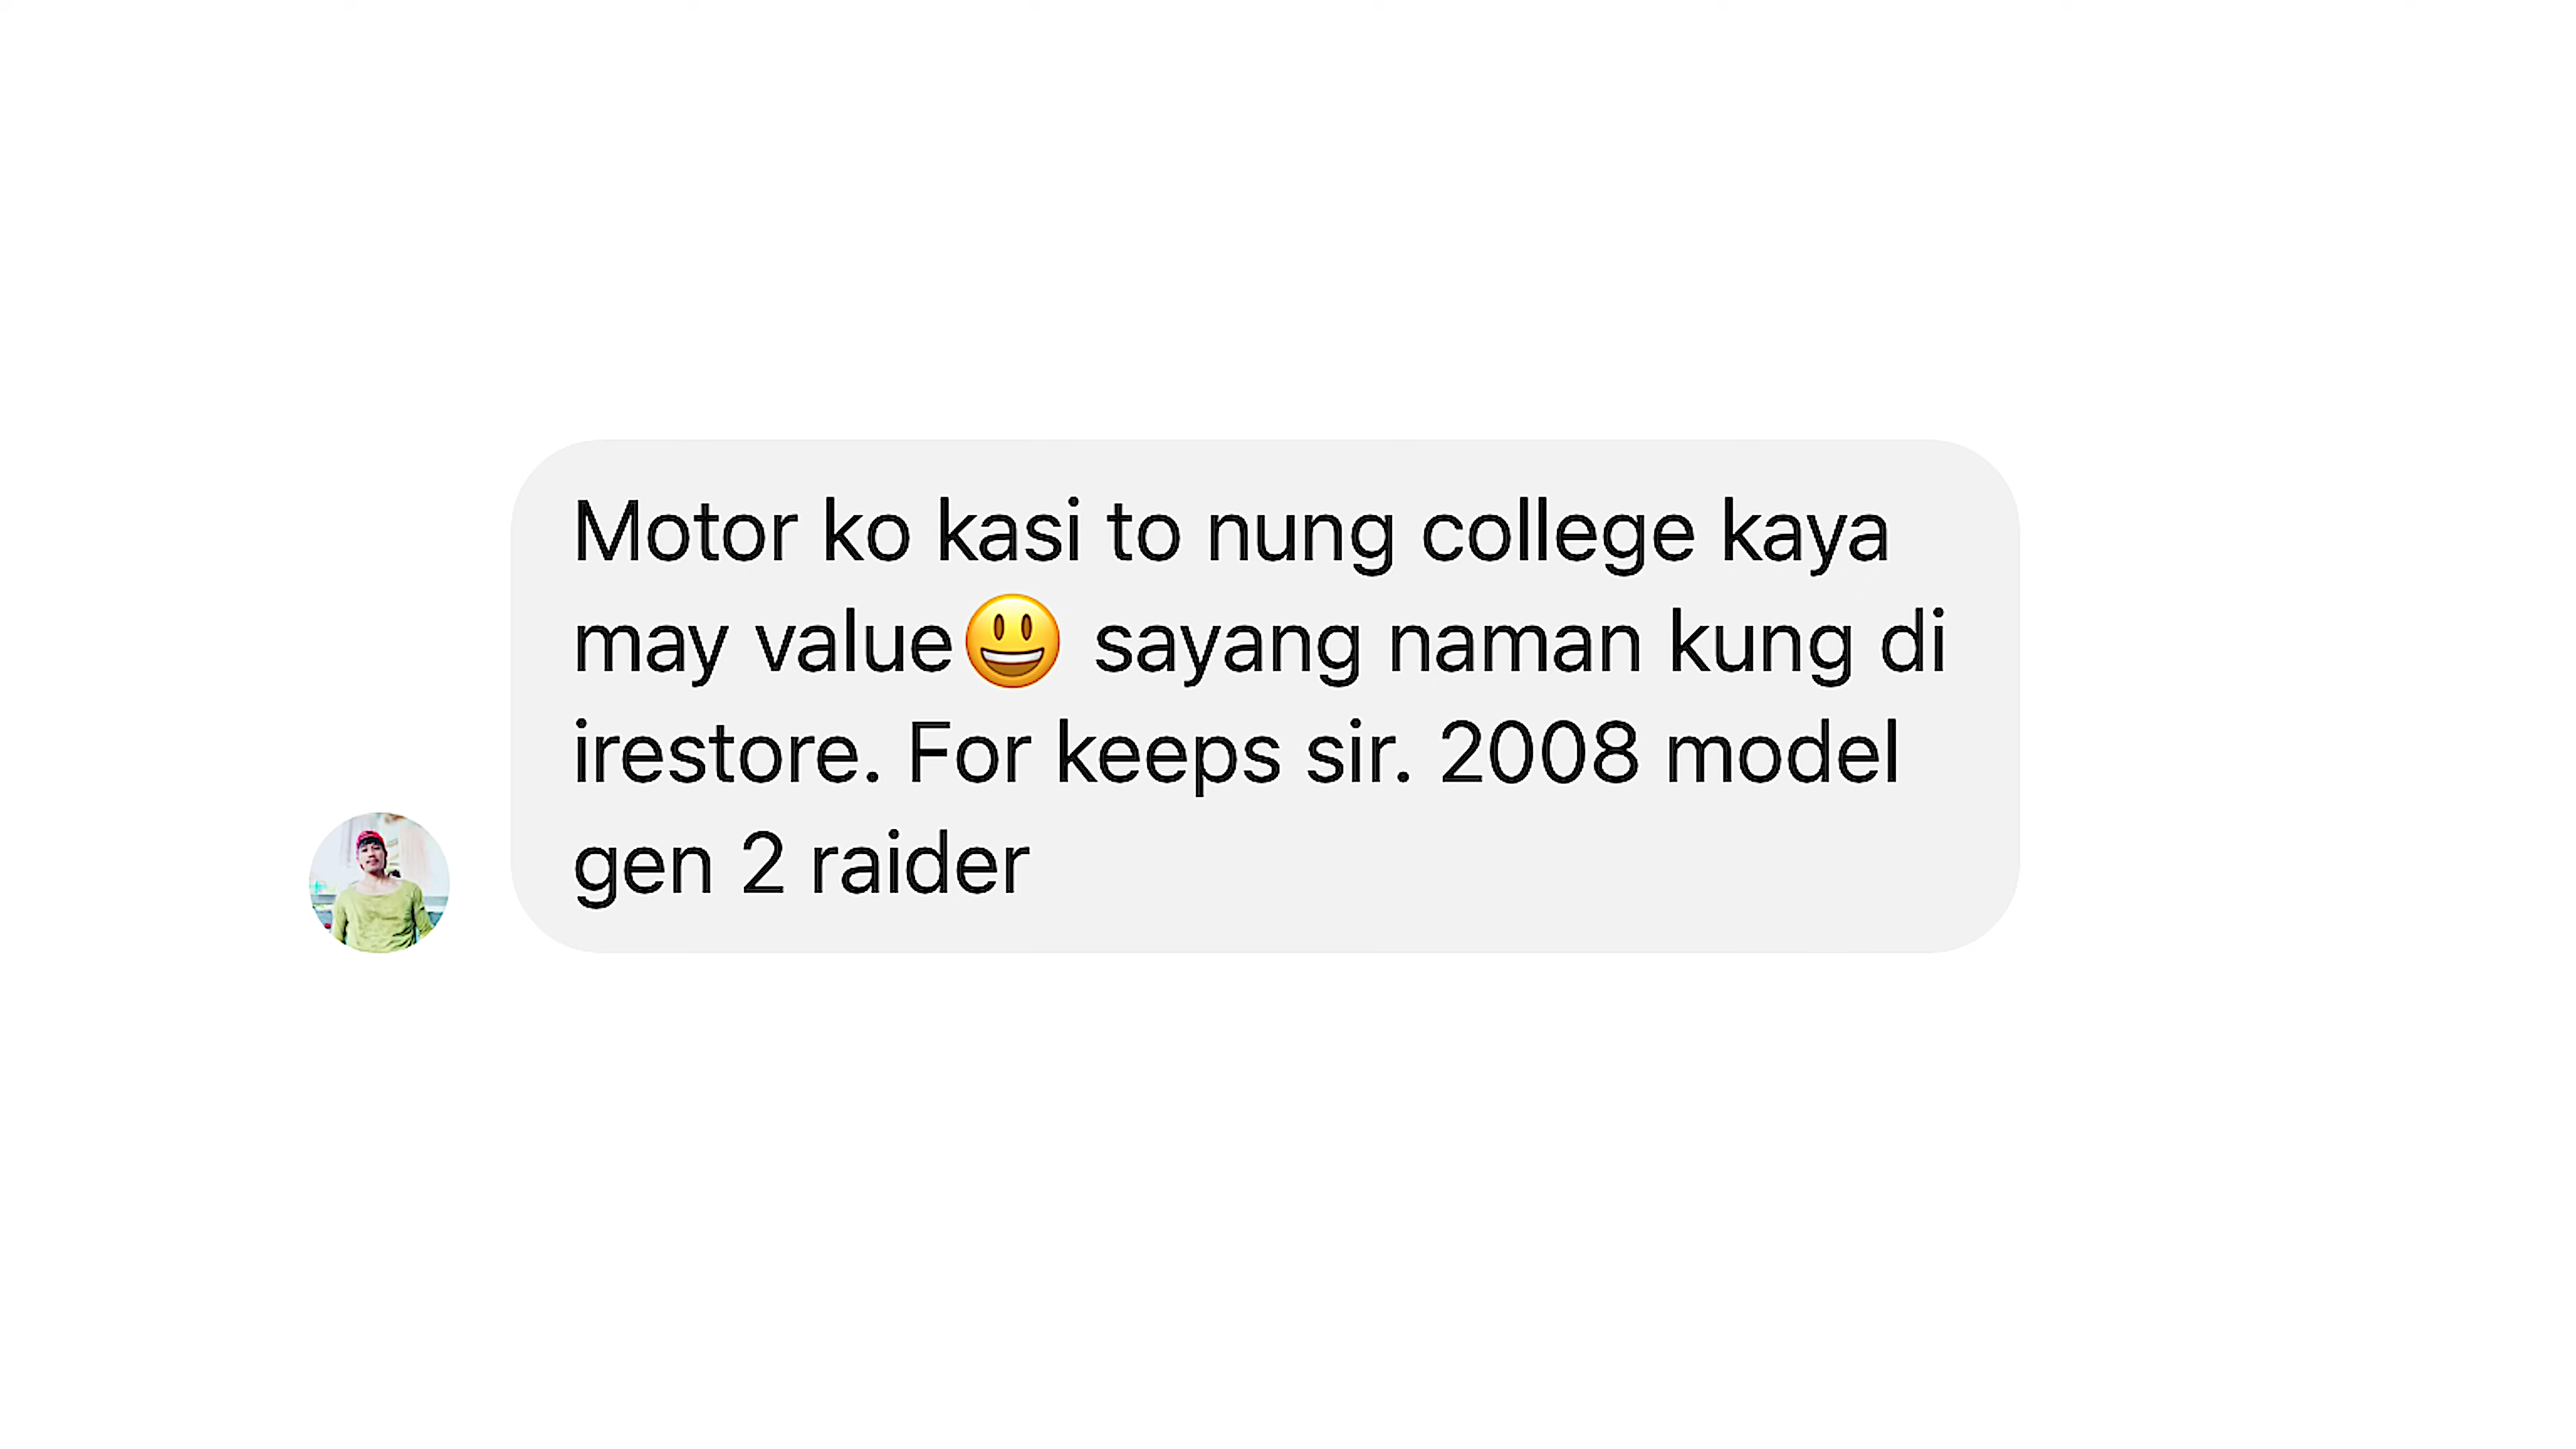 Motor ko kasi to nung college kaya
may value😃 sayang naman kung di
irestore. For keeps sir. 2008 model
gen 2 raider